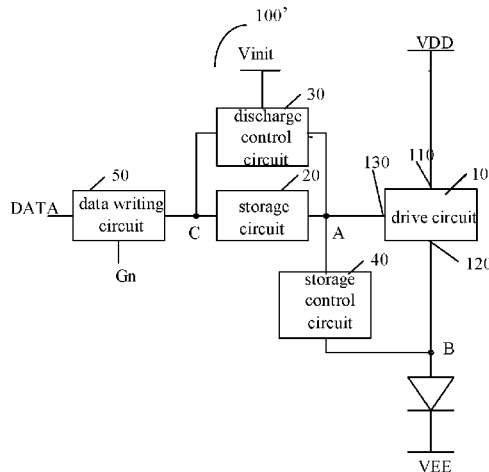 100’
VDD
Vinit
30
discharge
control
circuit
110
10
50
20
130
DATA
data writing
circuit
storage
circuit
drive circuit
C
A
120
Gn
40
storage
control
circuit
B
VEE